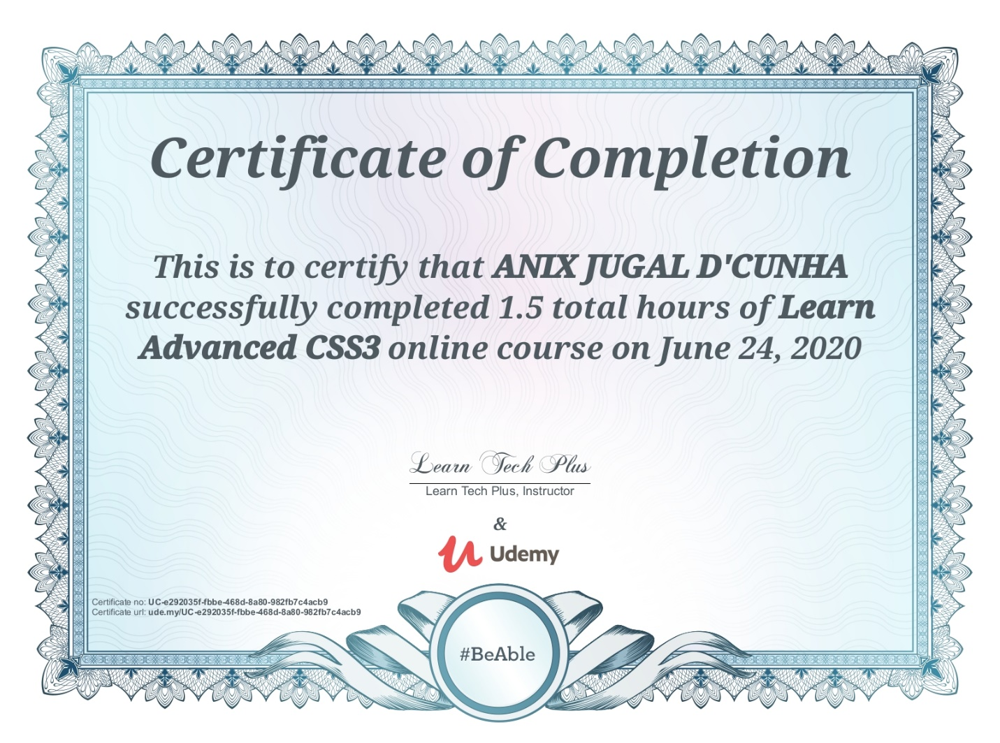 Certificate of Completion
This is to certify that ANIX JUGAL D'CUNHA
successfully completed 1.5 total hours of Learn
Advanced CSS3 online course on June 24, 2020
Learn Tech Plus
Learn Tech Plus, Instructor
&
Udemy
Certificate no: UC-e292035f-fbbe-468d-8a80-982fb7c4acb9
Certificate url: ude.my/UC-e292035f-fbbe-468d-8a80-982fb7c4acb9
#BeAble